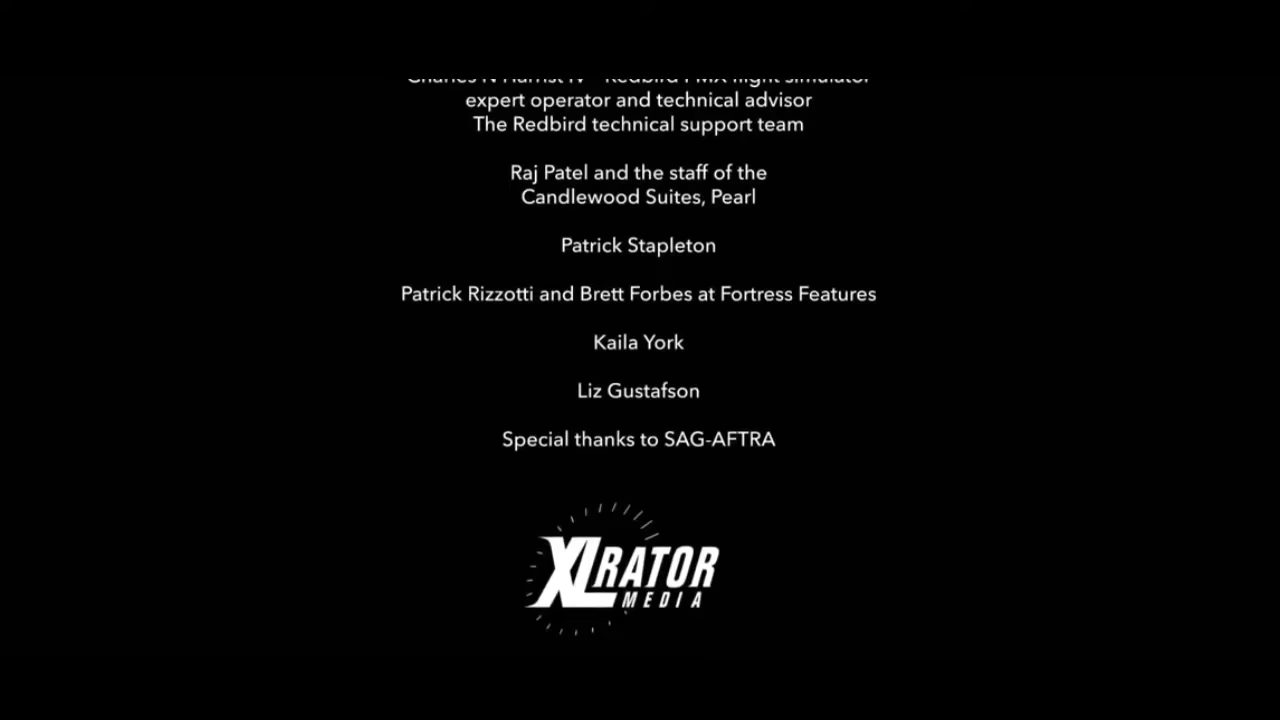 expert operator and technical advisor
The Redbird technical support team
Raj Patel and the staff of the
Candlewood Suites, Pearl
Patrick Stapleton
Patrick Rizzotti and Brett Forbes at Fortress Features
Kaila York
Liz Gustafson
Special thanks to SAG-AFTRA
XLRATOR
MEDIA